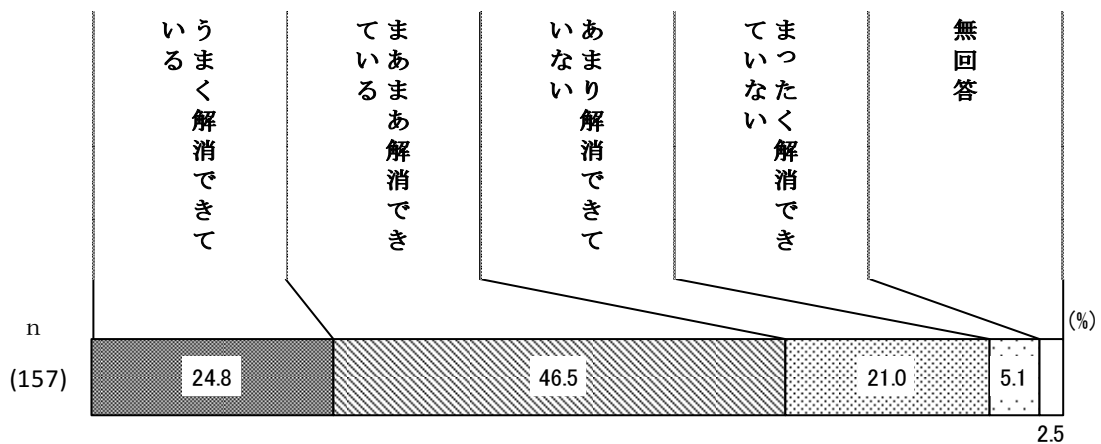 うまく解消できて
いる
まあまあ解消でき
ている
あまり解消できて
いない
まったく解消でき
ていない
無回答
(%)
n
(157)
24.8
46.5
21.0
5.1
2.5